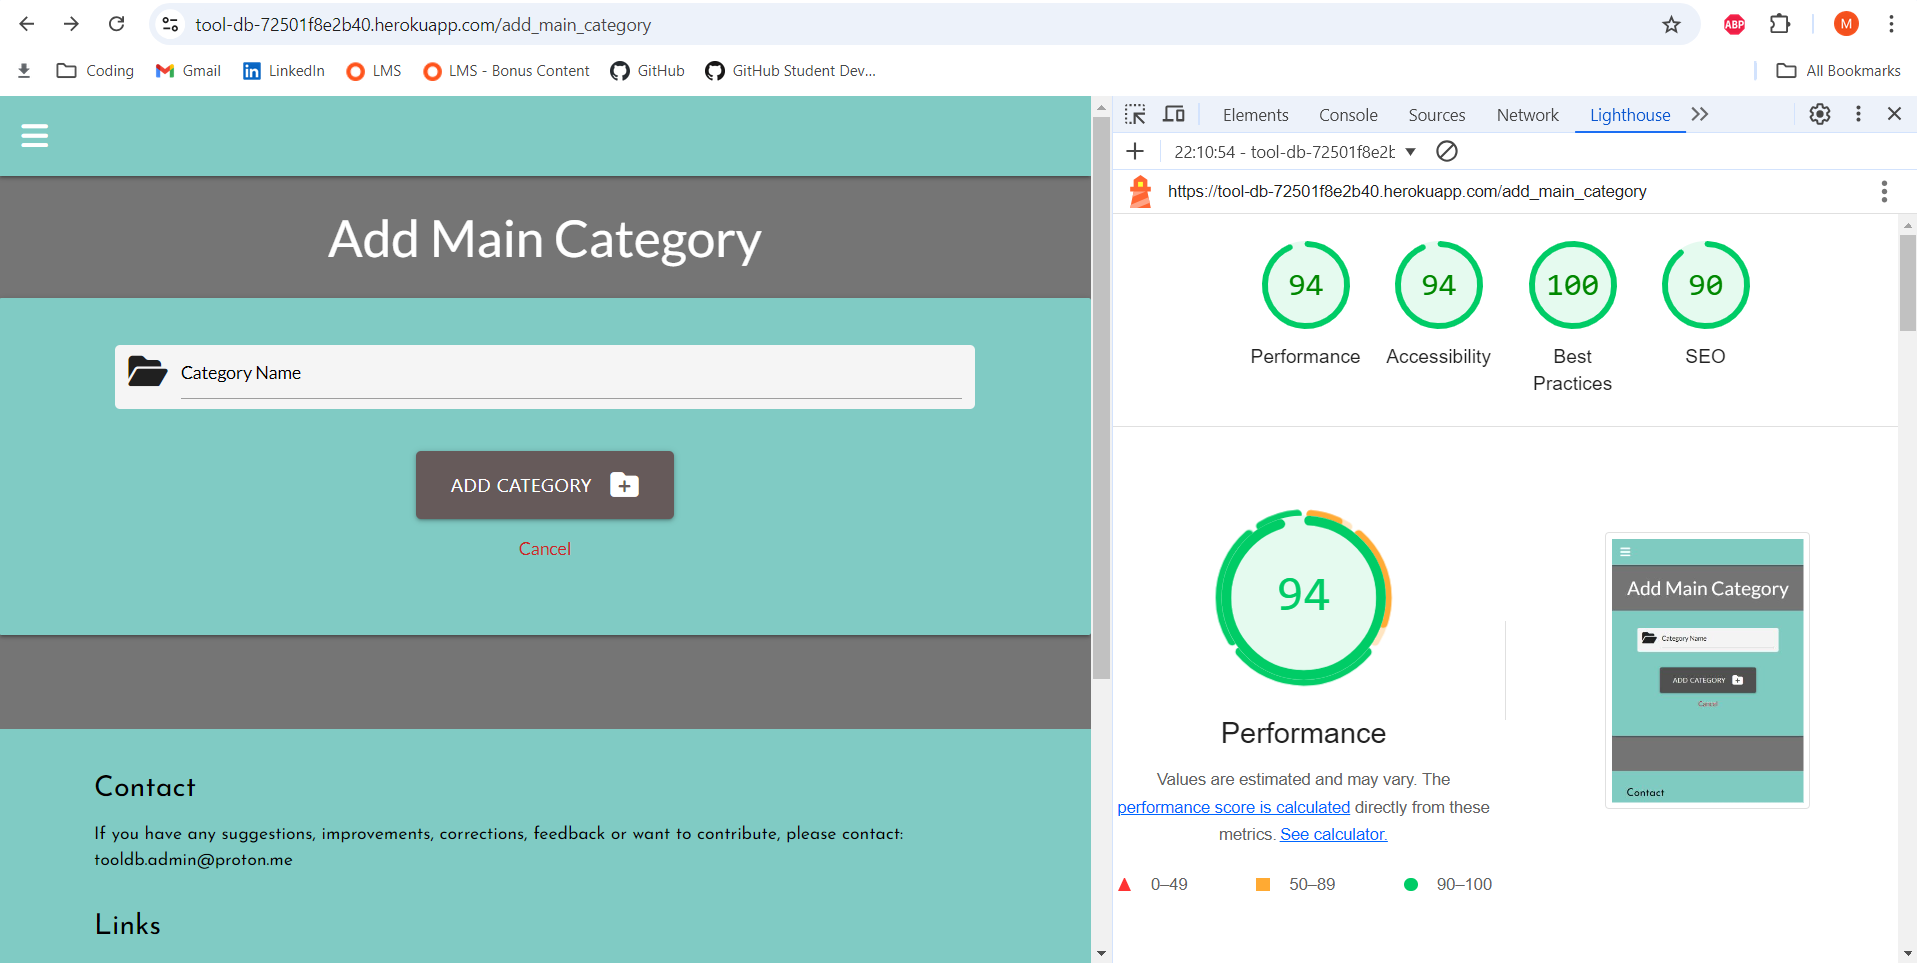 tool-db-72501f8e2b40.herokuapp.com/add_main_category
ABP
M
Coding
Gmail
LinkedIn
LMS
LMS - Bonus Content
GitHub
GitHub Student Dev...
All Bookmarks
Add Main Category
Category Name
ADD CATEGORY
Cancel
Contact
If you have any suggestions, improvements, corrections, feedback or want to contribute, please contact:
tooldb.admin@proton.me
Links
Elements Console Sources Network Lighthouse
22:10:54 - tool-db-72501f8e2b
https://tool-db-72501f8e2b40.herokuapp.com/add_main_category
94 94 100 90
Performance Accessibility Best Practices SEO
94
Performance
Values are estimated and may vary. The
performance score is calculated directly from these
metrics. See calculator.
0–49 50–89 90–100
Add Main Category
Category Name
ADD CATEGORY
Cancel
Contact